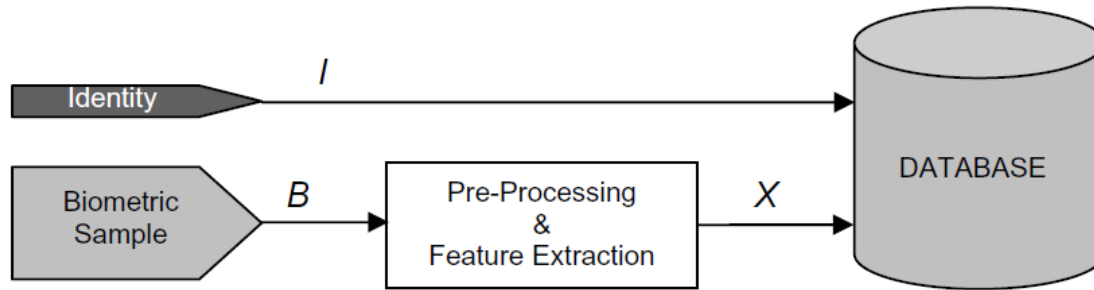 I
Identity
DATABASE
Biometric
Sample
B
Pre-Processing
&
Feature Extraction
X